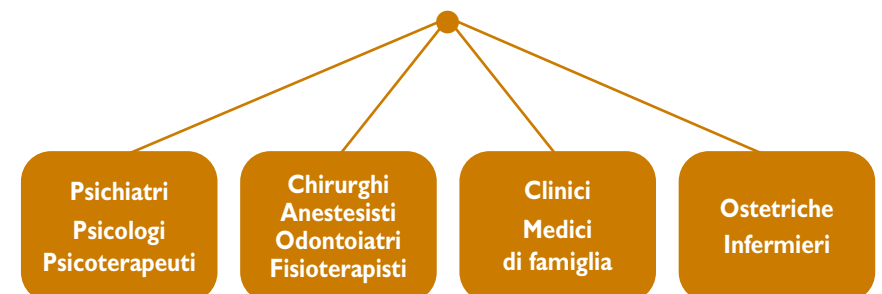 Psichiatri
Psicologi
Psicoterapeuti
Chirurghi
Anestesisti
Odontoiatri
Fisioterapisti
Clinici
Medici
di famiglia
Ostetriche
Infermieri